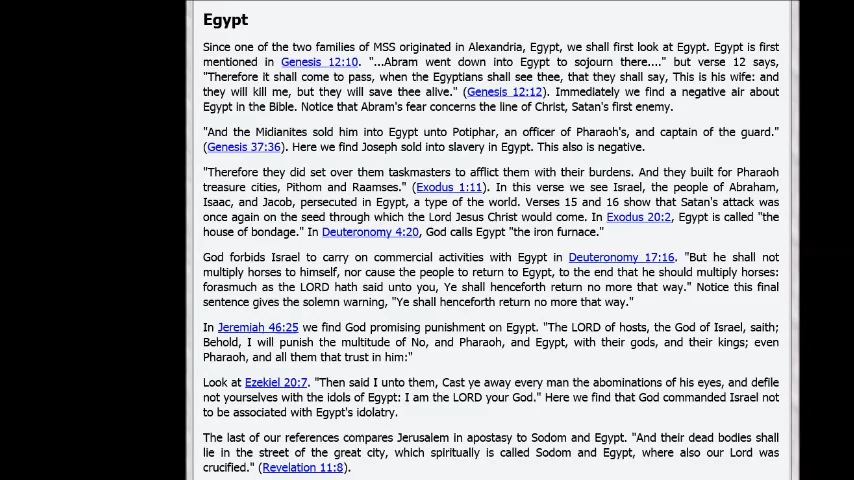 Egypt
Since one of the two families of MSS originated in Alexandria, Egypt, we shall first look at Egypt. Egypt is first
mentioned in Genesis 12:10. "...Abram went down into Egypt to sojourn there...." but verse 12 says,
"Therefore it shall come to pass, when the Egyptians shall see thee, that they shall say, This is his wife: and
they will kill me, but they will save thee alive." (Genesis 12:12). Immediately we find a negative air about
Egypt in the Bible. Notice that Abram's fear concerns the line of Christ, Satan's first enemy.
"And the Midianites sold him into Egypt unto Potiphar, an officer of Pharaoh's, and captain of the guard."
(Genesis 37:36). Here we find Joseph sold into slavery in Egypt. This also is negative.
"Therefore they did set over them taskmasters to afflict them with their burdens. And they built for Pharaoh
treasure cities, Pithom and Raamses." (Exodus 1:11). In this verse we see Israel, the people of Abraham,
Isaac, and Jacob, persecuted in Egypt, a type of the world. Verses 15 and 16 show that Satan's attack was
once again on the seed through which the Lord Jesus Christ would come. In Exodus 20:2, Egypt is called "the
house of bondage." In Deuteronomy 4:20, God calls Egypt "the iron furnace."
God forbids Israel to carry on commercial activities with Egypt in Deuteronomy 17:16. "But he shall not
multiply horses to himself, nor cause the people to return to Egypt, to the end that he should multiply horses:
forasmuch as the LORD hath said unto you, Ye shall henceforth return no more that way." Notice this final
sentence gives the solemn warning, "Ye shall henceforth return no more that way."
In Jeremiah 46:25 we find God promising punishment on Egypt. "The LORD of hosts, the God of Israel, saith;
Behold, I will punish the multitude of No, and Pharaoh, and Egypt, with their gods, and their kings; even
Pharaoh, and all them that trust in him:"
Look at Ezekiel 20:7. "Then said I unto them, Cast ye away every man the abominations of his eyes, and defile
not yourselves with the idols of Egypt: I am the LORD your God." Here we find that God commanded Israel not
to be associated with Egypt's idolatry.
The last of our references compares Jerusalem in apostasy to Sodom and Egypt. "And their dead bodies shall
lie in the street of the great city, which spiritually is called Sodom and Egypt, where also our Lord was
crucified." (Revelation 11:8).